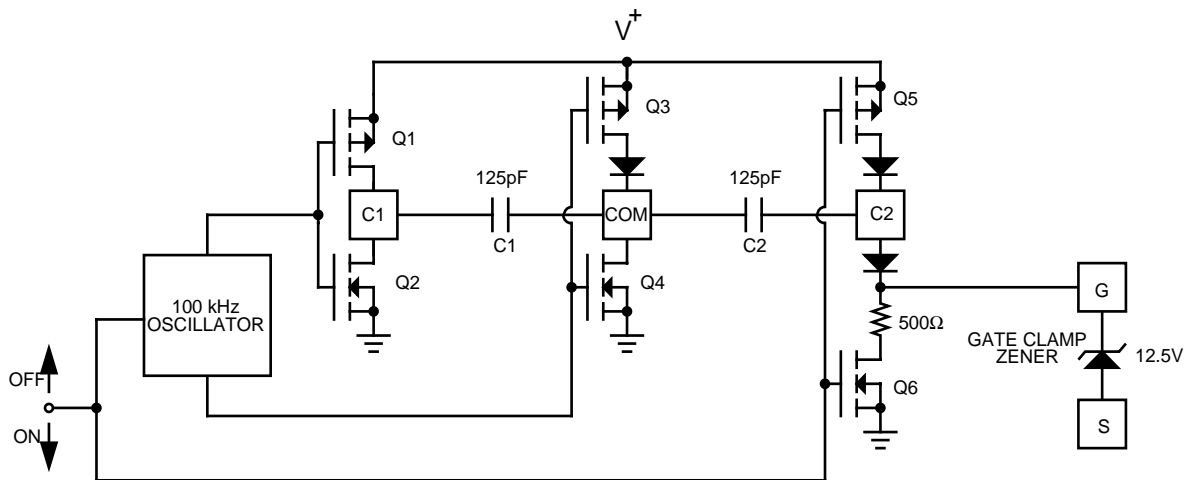 V+
Q3
Q5
Q1
125pF
125pF
C1
COM
C2
C1
C2
Q2
Q4
100 kHz
OSCILLATOR
G
500Ω
GATE CLAMP
ZENER
12.5V
OFF
Q6
ON
S